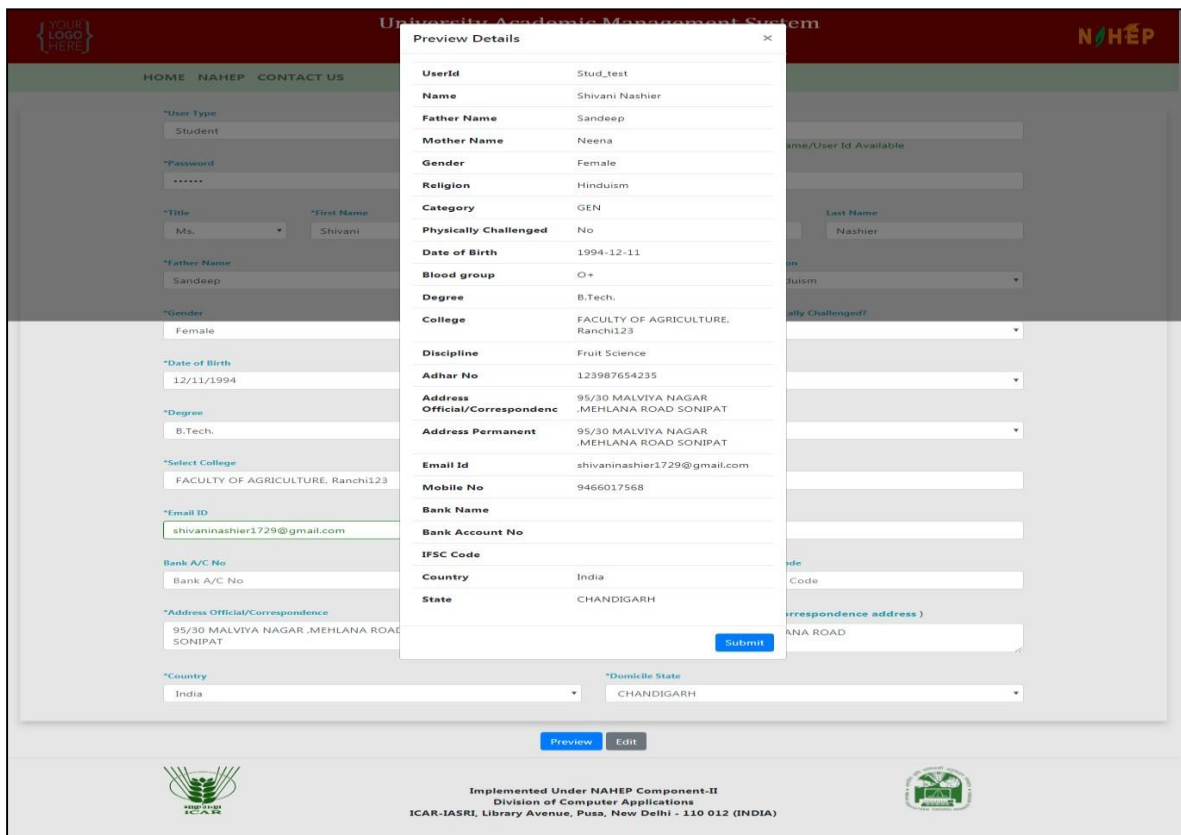 YOUR
LOGO
HERE
University Academic Management System
NAHEP
HOME NAHEP CONTACT US
Preview Details ×
UserId Stud_test
Name Shivani Nashier
Father Name Sandeep
Mother Name Neena
Gender Female
Religion Hinduism
Category GEN
Physically Challenged No
Date of Birth 1994-12-11
Blood group O+
Degree B.Tech.
College FACULTY OF AGRICULTURE,
Ranchi123
Discipline Fruit Science
Adhar No 123987654235
Address
Official/Correspondenc
95/30 MALVIYA NAGAR
,MEHLANA ROAD SONIPAT
Address Permanent 95/30 MALVIYA NAGAR
,MEHLANA ROAD SONIPAT
Email Id shivaninashier1729@gmail.com
Mobile No 9466017568
Bank Name
Bank Account No
IFSC Code
Country India
State CHANDIGARH
Submit
*User Type
Student
ame/User Id Available
*Password
••••••
*Title *First Name Last Name
Ms. Shivani Nashier
*Father Name on
Sandeep duism
*Gender ally Challenged?
Female
*Date of Birth
12/11/1994
*Degree
B.Tech.
*Select College
FACULTY OF AGRICULTURE, Ranchi123
*Email ID
shivaninashier1729@gmail.com
Bank A/C No ode
Bank A/C No Code
*Address Official/Correspondence rrespondence address )
95/30 MALVIYA NAGAR ,MEHLANA ROAD ANA ROAD
SONIPAT
*Country *Domicile State
India CHANDIGARH
Preview Edit
ICAR
Implemented Under NAHEP Component-II
Division of Computer Applications
ICAR-IASRI, Library Avenue, Pusa, New Delhi - 110 012 (INDIA)